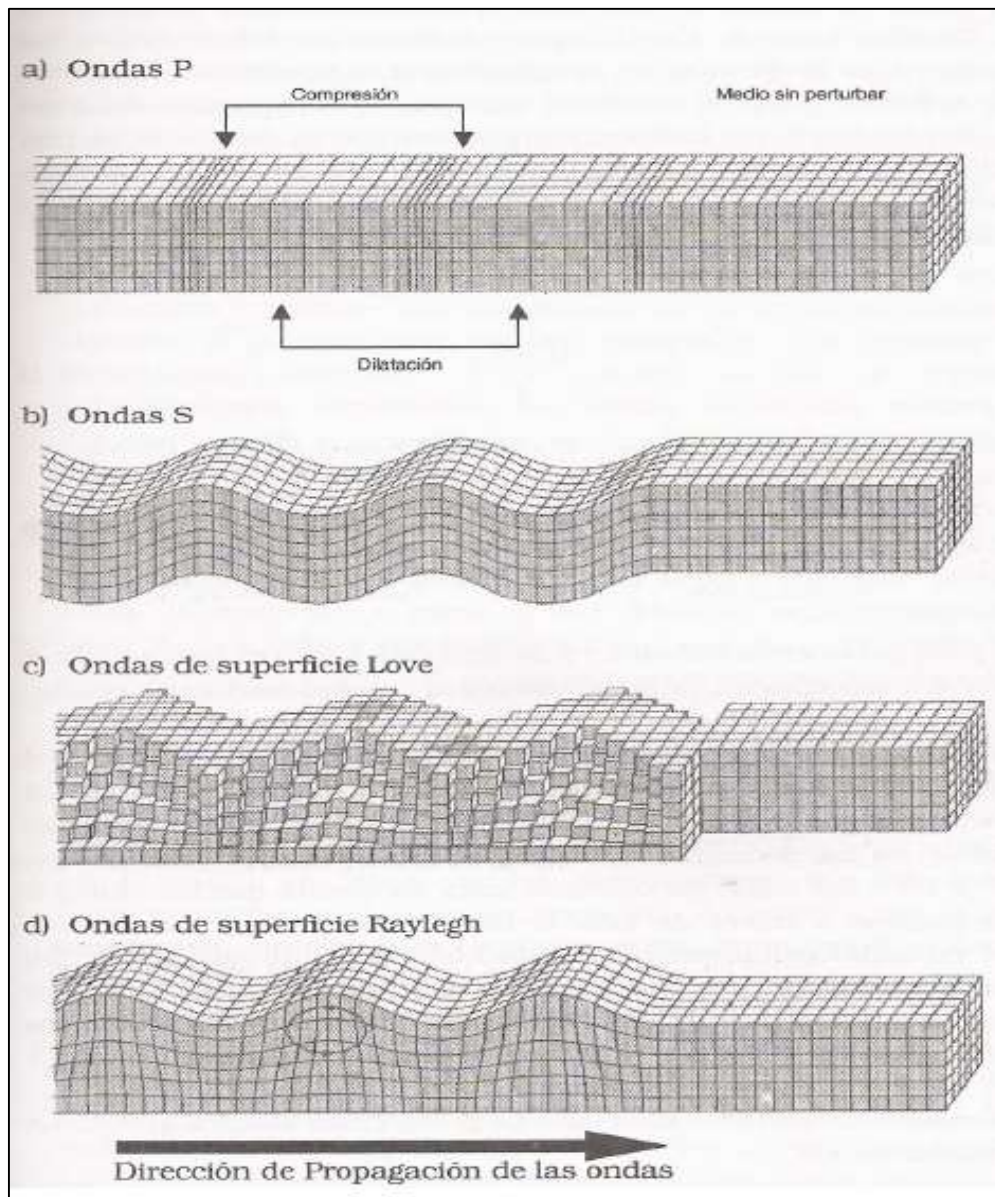 a) Ondas P
Compresión
Medio sin perturbar
Dilatación
b) Ondas S
c) Ondas de superficie Love
d) Ondas de superficie Raylegh
Dirección de Propagación de las ondas